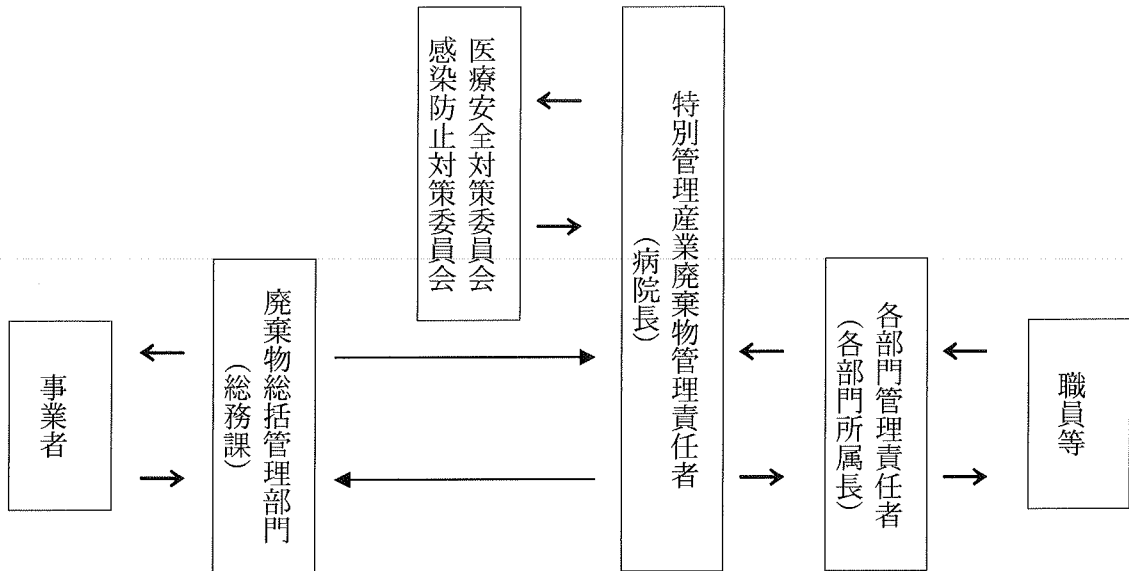 職員等
各部門管理責任者
(各部門所属長)
特別管理産業廃棄物管理責任者
(病院長)
医療安全対策委員会
感染防止対策委員会
廃棄物総括管理部門
(総務課)
事業者